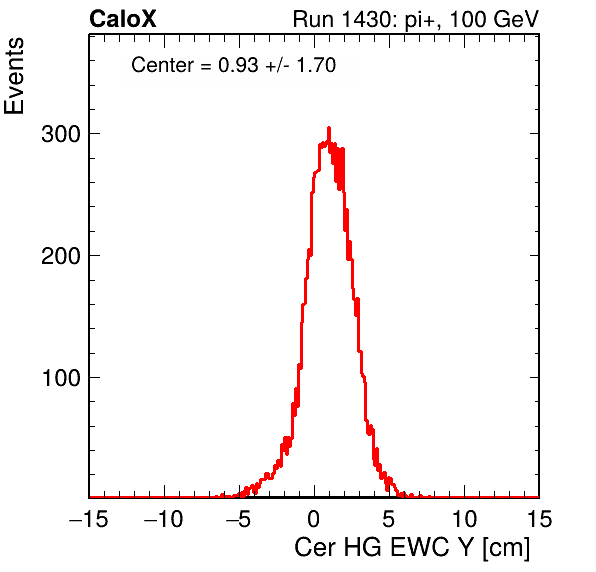 CaloX Run 1430: pi+, 100 GeV
Center = 0.93 +/- 1.70
Events
300
200
100
−15 −10 −5 0 5 10 15
Cer HG EWC Y [cm]